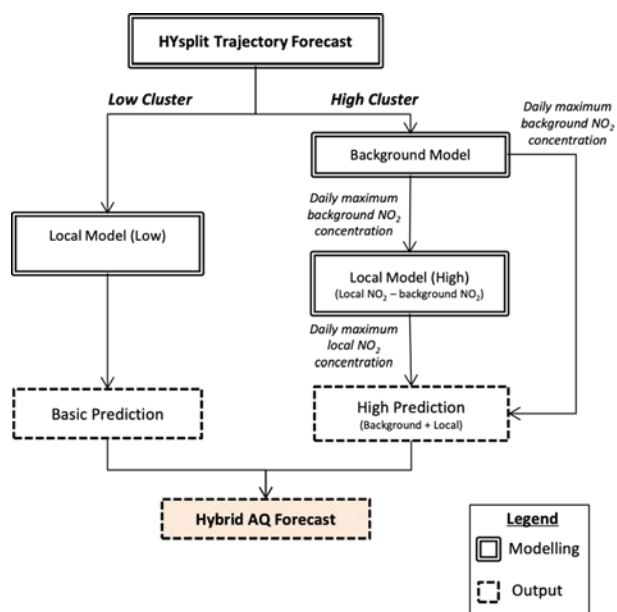 HYsplit Trajectory Forecast
Low Cluster
High Cluster
Daily maximum
background NO₂
concentration
Background Model
Daily maximum
background NO₂
concentration
Local Model (Low)
Local Model (High)
(Local NO₂ – background NO₂)
Daily maximum
local NO₂
concentration
Basic Prediction
High Prediction
(Background + Local)
Hybrid AQ Forecast
Legend
Modelling
Output